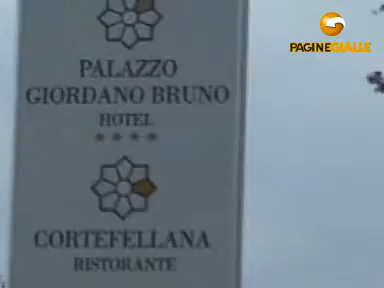 PAGINEGIALLE
PALAZZO
GIORDANO BRUNO
HOTEL
CORTEFELLANA
RISTORANTE